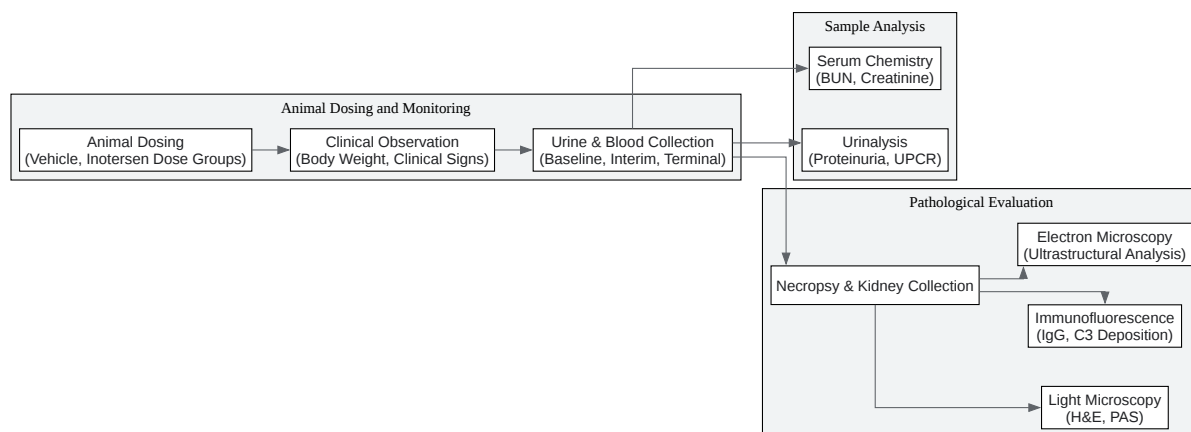 Animal Dosing and Monitoring
Animal Dosing
(Vehicle, Inotersen Dose Groups)
Clinical Observation
(Body Weight, Clinical Signs)
Urine & Blood Collection
(Baseline, Interim, Terminal)
Sample Analysis
Serum Chemistry
(BUN, Creatinine)
Urinalysis
(Proteinuria, UPCR)
Pathological Evaluation
Necropsy & Kidney Collection
Electron Microscopy
(Ultrastructural Analysis)
Immunofluorescence
(IgG, C3 Deposition)
Light Microscopy
(H&E, PAS)